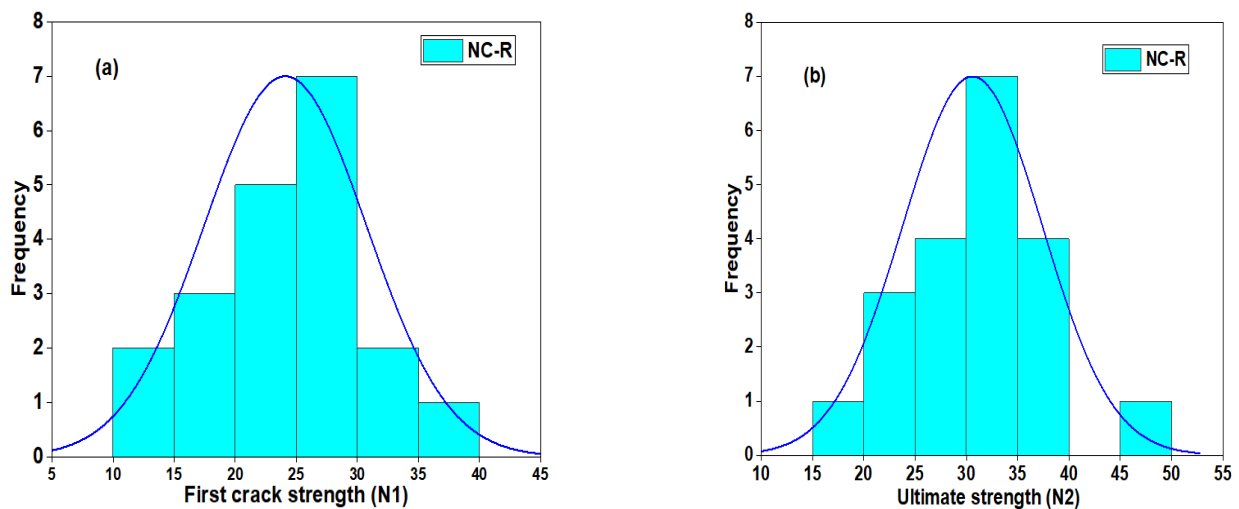 (a)
NC-R
Frequency
8
7
6
5
4
3
2
1
0
5 10 15 20 25 30 35 40 45
First crack strength (N1)
(b)
NC-R
Frequency
8
7
6
5
4
3
2
1
0
10 15 20 25 30 35 40 45 50 55
Ultimate strength (N2)